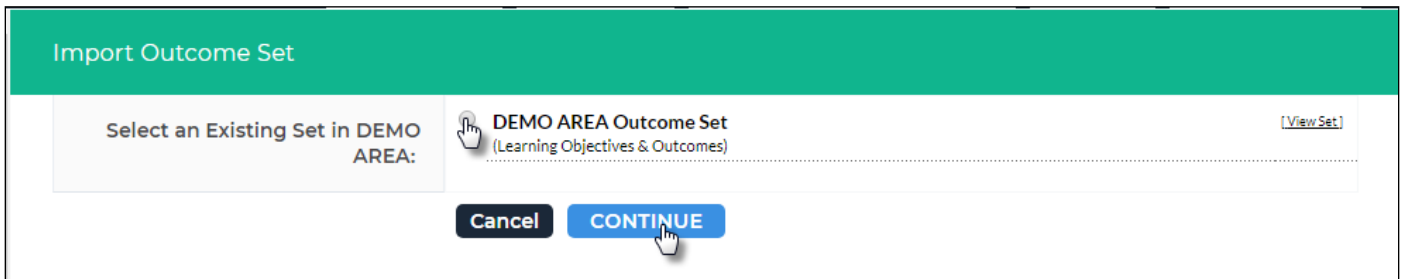 Import Outcome Set
Select an Existing Set in DEMO
AREA:
DEMO AREA Outcome Set
[ View Set ]
(Learning Objectives & Outcomes)
Cancel
CONTINUE